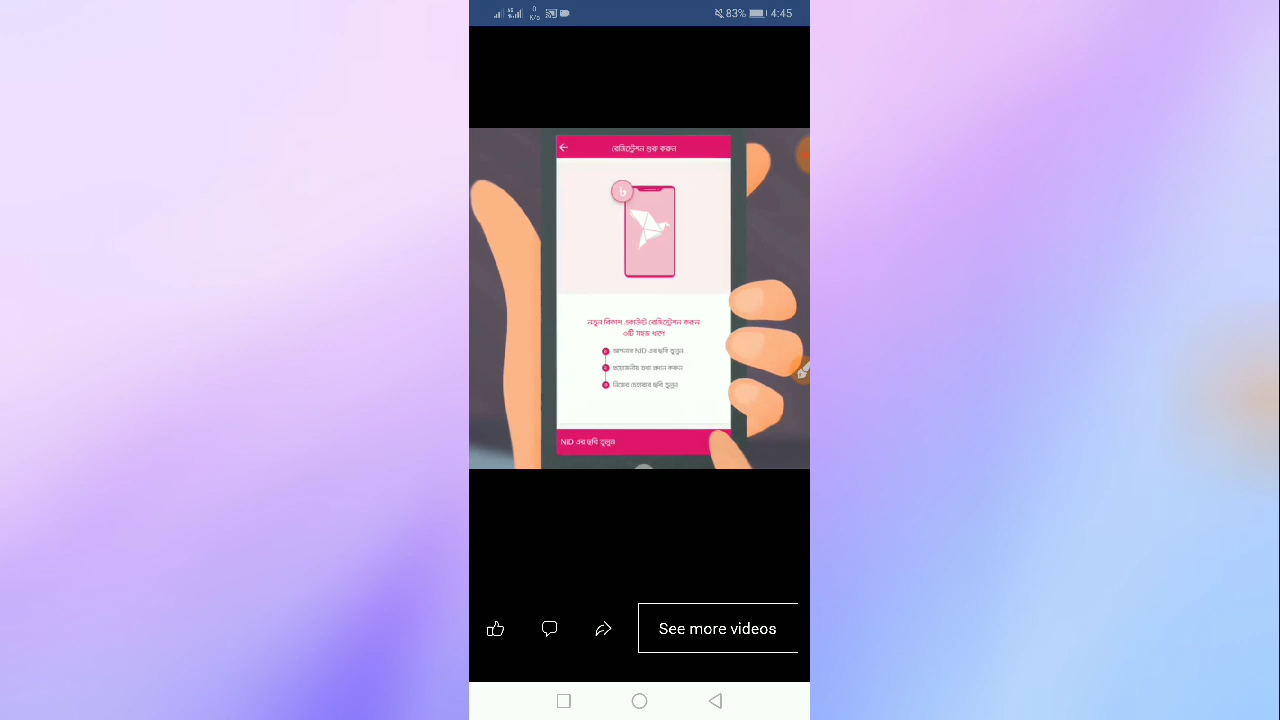 0
K/s
83%
4:45
রেজিস্ট্রেশন শুরু করুন
৳
নতুন বিকাশ একাউন্ট রেজিস্ট্রেশন করুন
৩টি সহজ ধাপে
আপনার NID এর ছবি তুলুন
প্রয়োজনীয় তথ্য প্রদান করুন
নিজের চেহারার ছবি তুলুন
NID এর ছবি তুলুন
See more videos